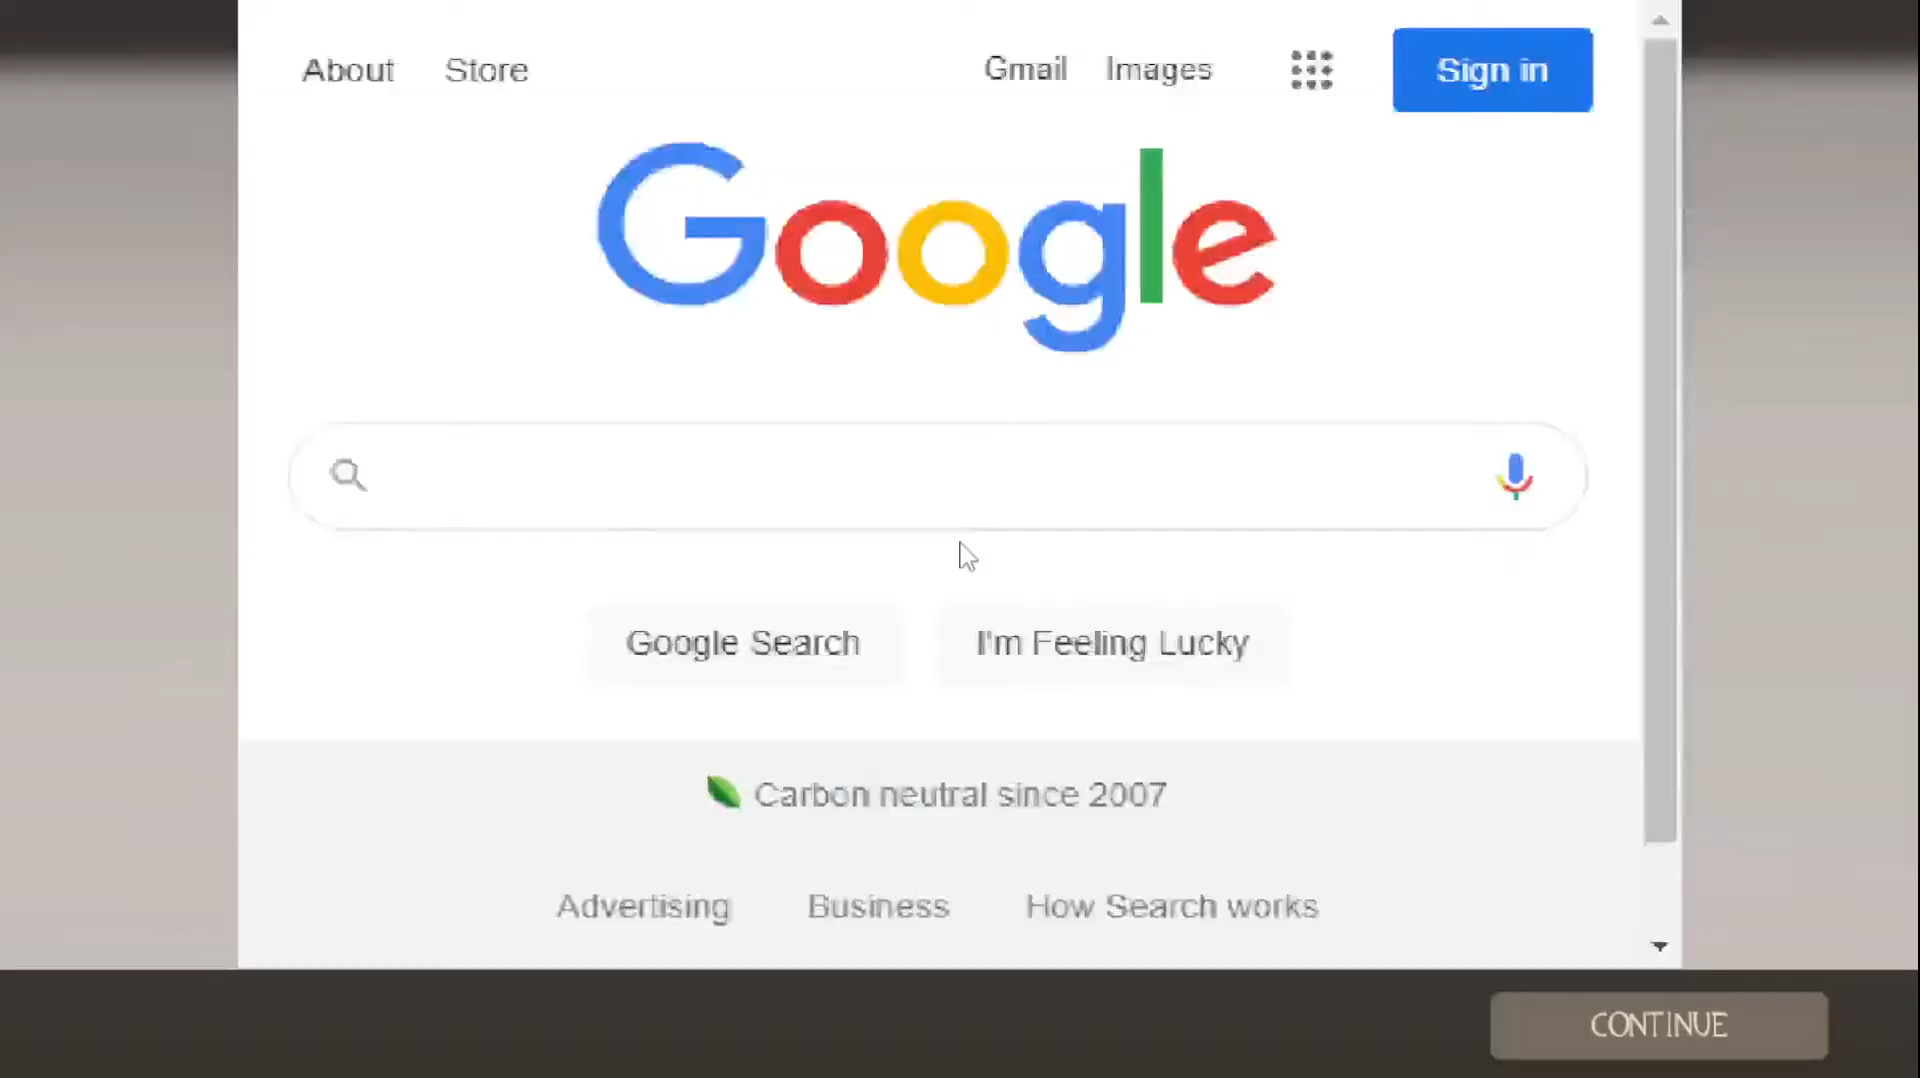 About Store Gmail Images Sign in
Google
Google Search I'm Feeling Lucky
Carbon neutral since 2007
Advertising Business How Search works
CONTINUE